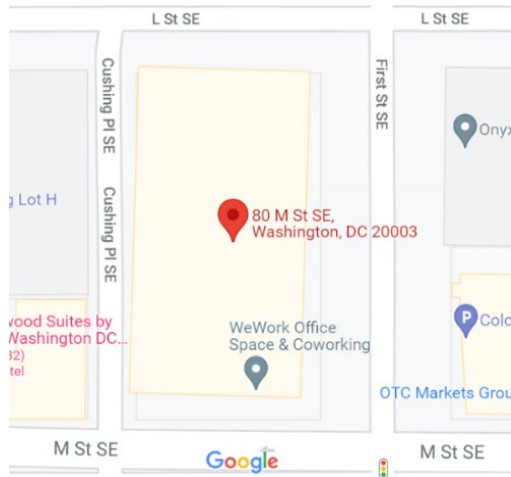 L St SE
L St SE
Cushing Pl SE
First St SE
Onyx
Cushing Pl SE
g Lot H
80 M St SE,
Washington, DC 20003
wood Suites by
Washington DC...
32)
tel
WeWork Office
Space & Coworking
P
Colo
OTC Markets Grou
M St SE
Google
M St SE